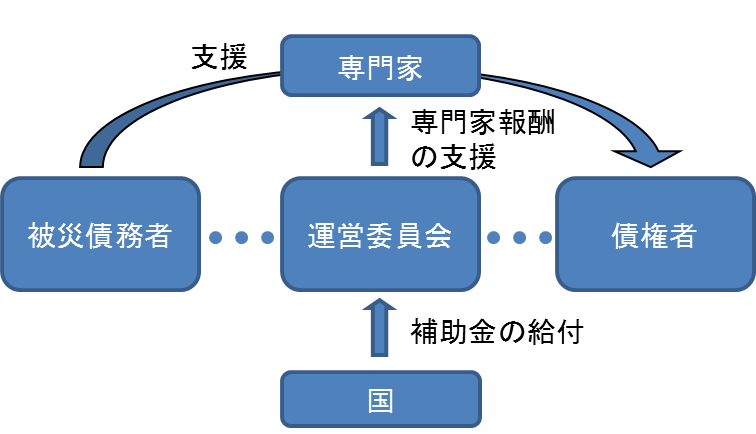 支援
専門家
専門家報酬
の支援
被災債務者
運営委員会
債権者
補助金の給付
国